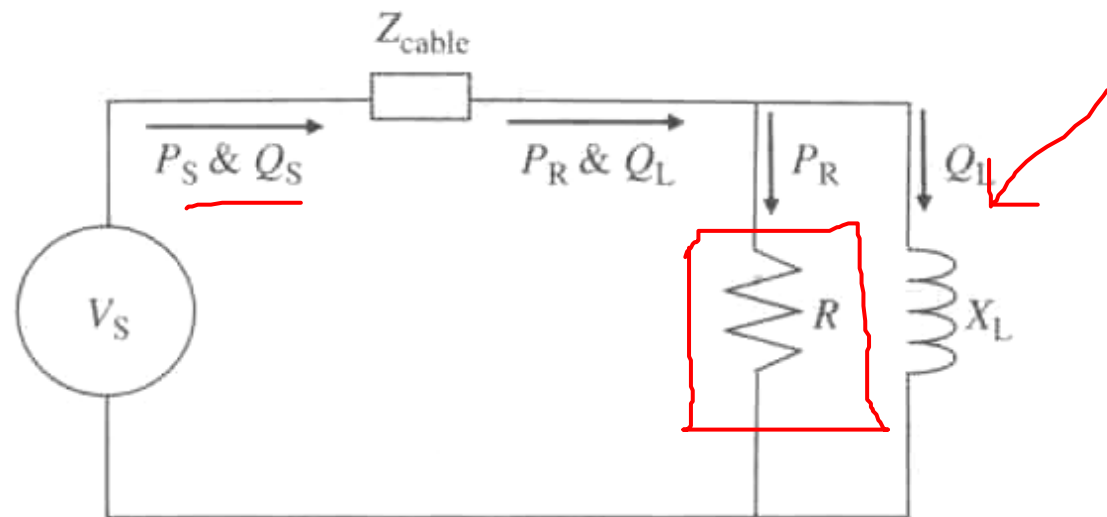 Z_cable
P_S & Q_S
P_R & Q_L
P_R
Q_L
V_S
R
X_L